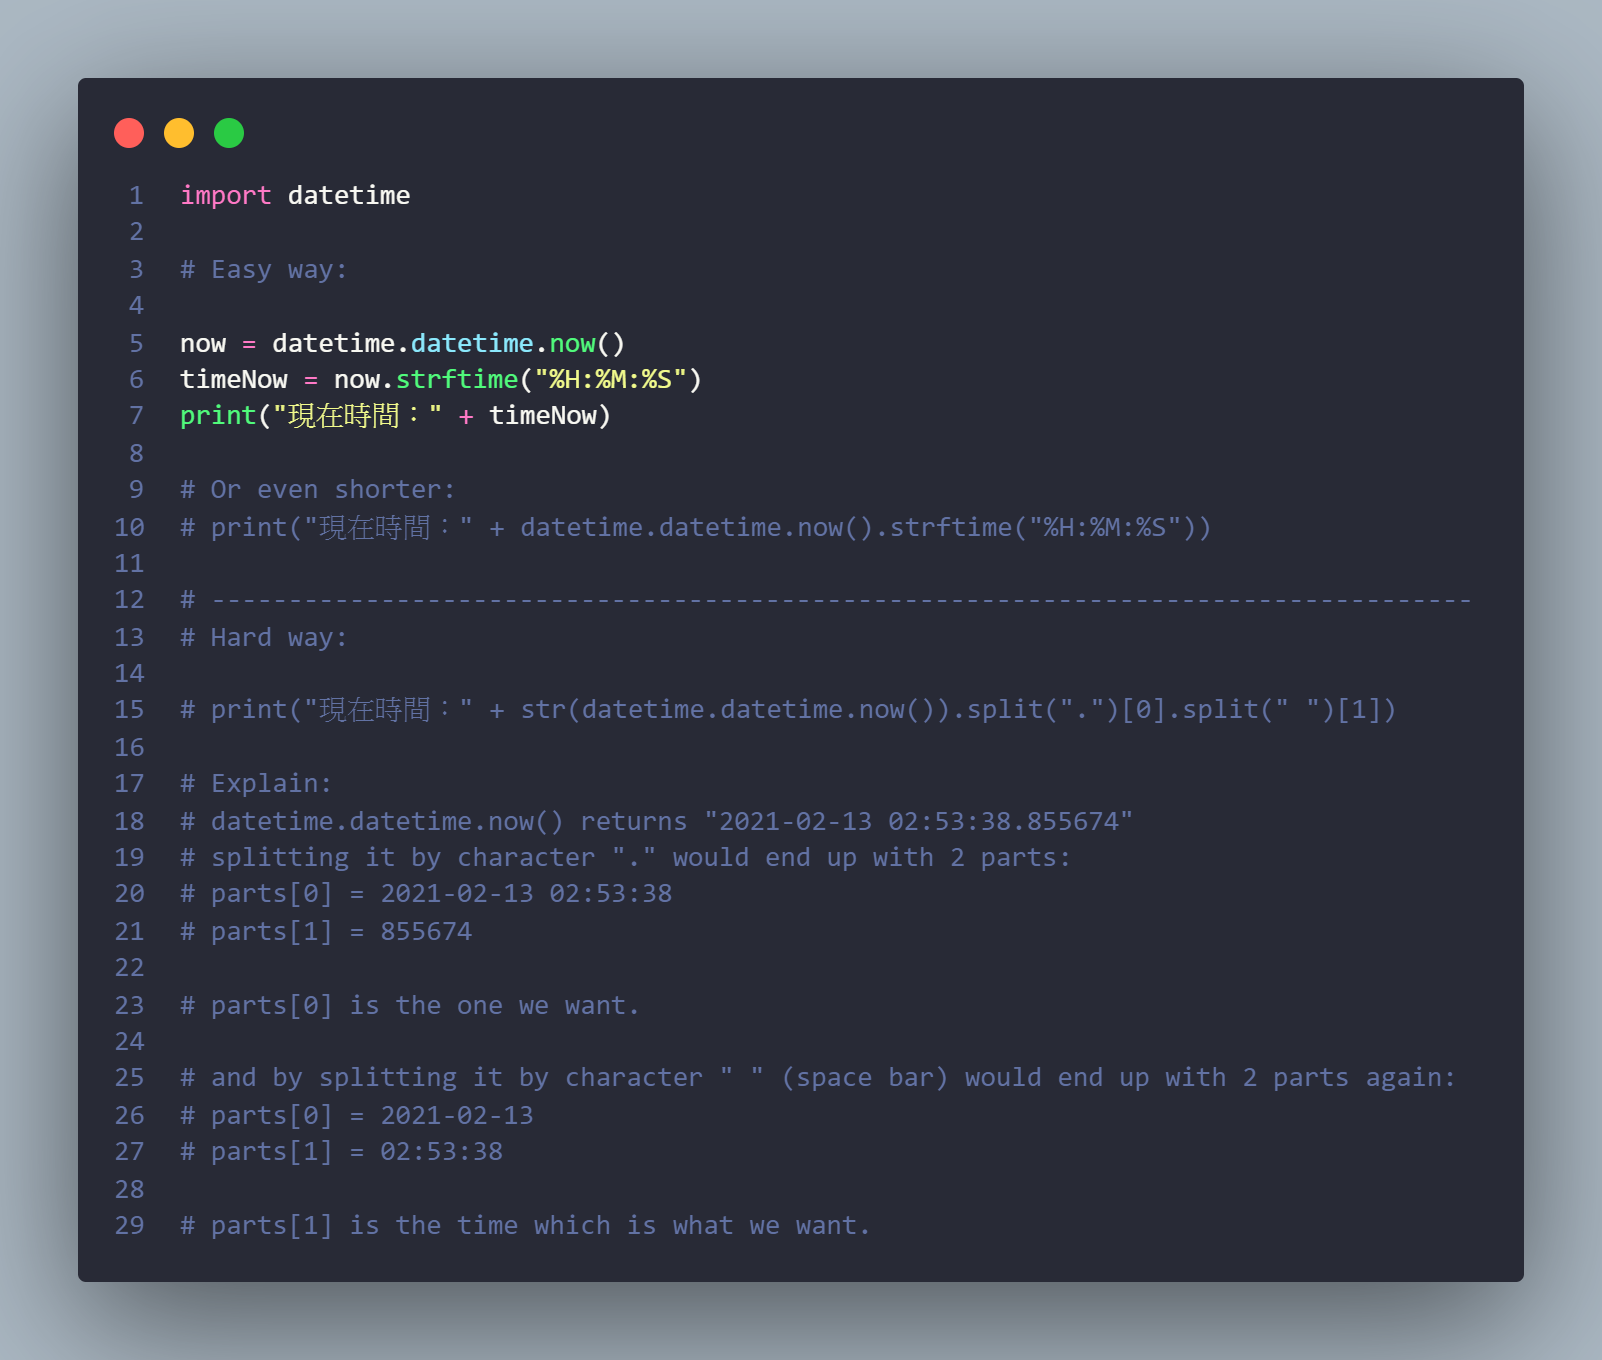 1 import datetime
2
3 # Easy way:
4
5 now = datetime.datetime.now()
6 timeNow = now.strftime("%H:%M:%S")
7 print("現在時間：" + timeNow)
8
9 # Or even shorter:
10 # print("現在時間：" + datetime.datetime.now().strftime("%H:%M:%S"))
11
12 # ----------------------------------------------------------------------------------
13 # Hard way:
14
15 # print("現在時間：" + str(datetime.datetime.now()).split(".")[0].split(" ")[1])
16
17 # Explain:
18 # datetime.datetime.now() returns "2021-02-13 02:53:38.855674"
19 # splitting it by character "." would end up with 2 parts:
20 # parts[0] = 2021-02-13 02:53:38
21 # parts[1] = 855674
22
23 # parts[0] is the one we want.
24
25 # and by splitting it by character " " (space bar) would end up with 2 parts again:
26 # parts[0] = 2021-02-13
27 # parts[1] = 02:53:38
28
29 # parts[1] is the time which is what we want.